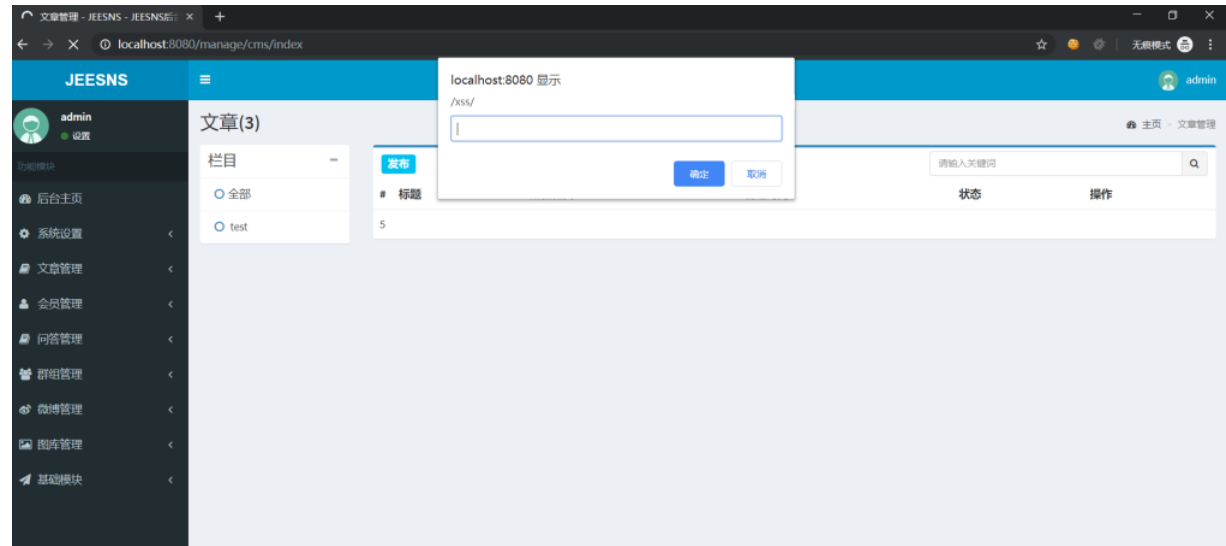 文章管理 - JEESNS - JEESNS后
localhost:8080/manage/cms/index
无痕模式
JEESNS
admin
admin
设置
文章(3)
主页
文章管理
localhost:8080 显示
/xss/
确定
取消
功能模块
后台主页
系统设置
文章管理
会员管理
问答管理
群组管理
微博管理
图库管理
基础模块
栏目
全部
test
发布
请输入关键词
# 标题
状态
操作
5